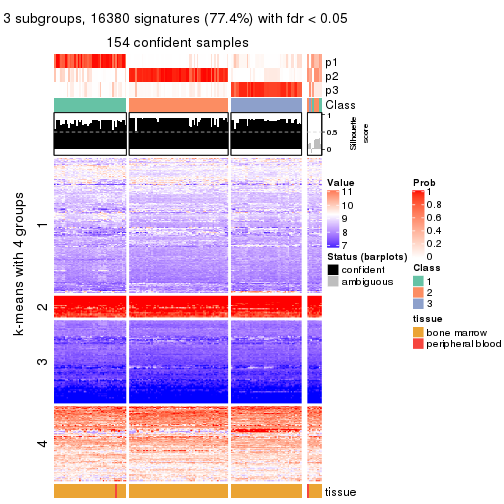 3 subgroups, 16380 signatures (77.4%) with fdr < 0.05
154 confident samples
p1
p2
p3
Class
1
0.5
0
Silhouette
score
k-means with 4 groups
1
2
3
4
tissue
Value
11
10
9
8
7
Status (barplots)
confident
ambiguous
Prob
1
0.8
0.6
0.4
0.2
0
Class
1
2
3
tissue
bone marrow
peripheral blood